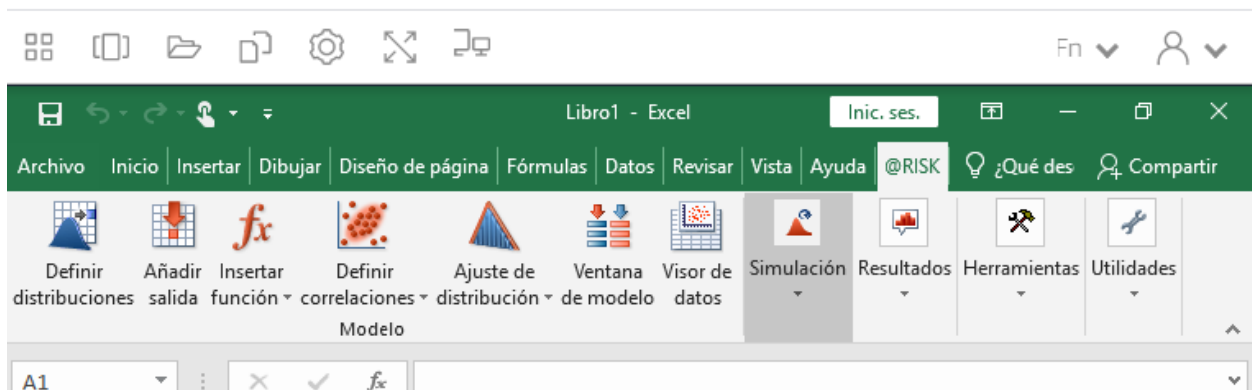 Fn
Libro1 - Excel Inic. ses.
Archivo Inicio Insertar Dibujar Diseño de página Fórmulas Datos Revisar Vista Ayuda @RISK ¿Qué des Compartir
fx
Definir Añadir Insertar Definir Ajuste de Ventana Visor de Simulación Resultados Herramientas Utilidades
distribuciones salida función correlaciones distribución de modelo datos
Modelo
A1 fx